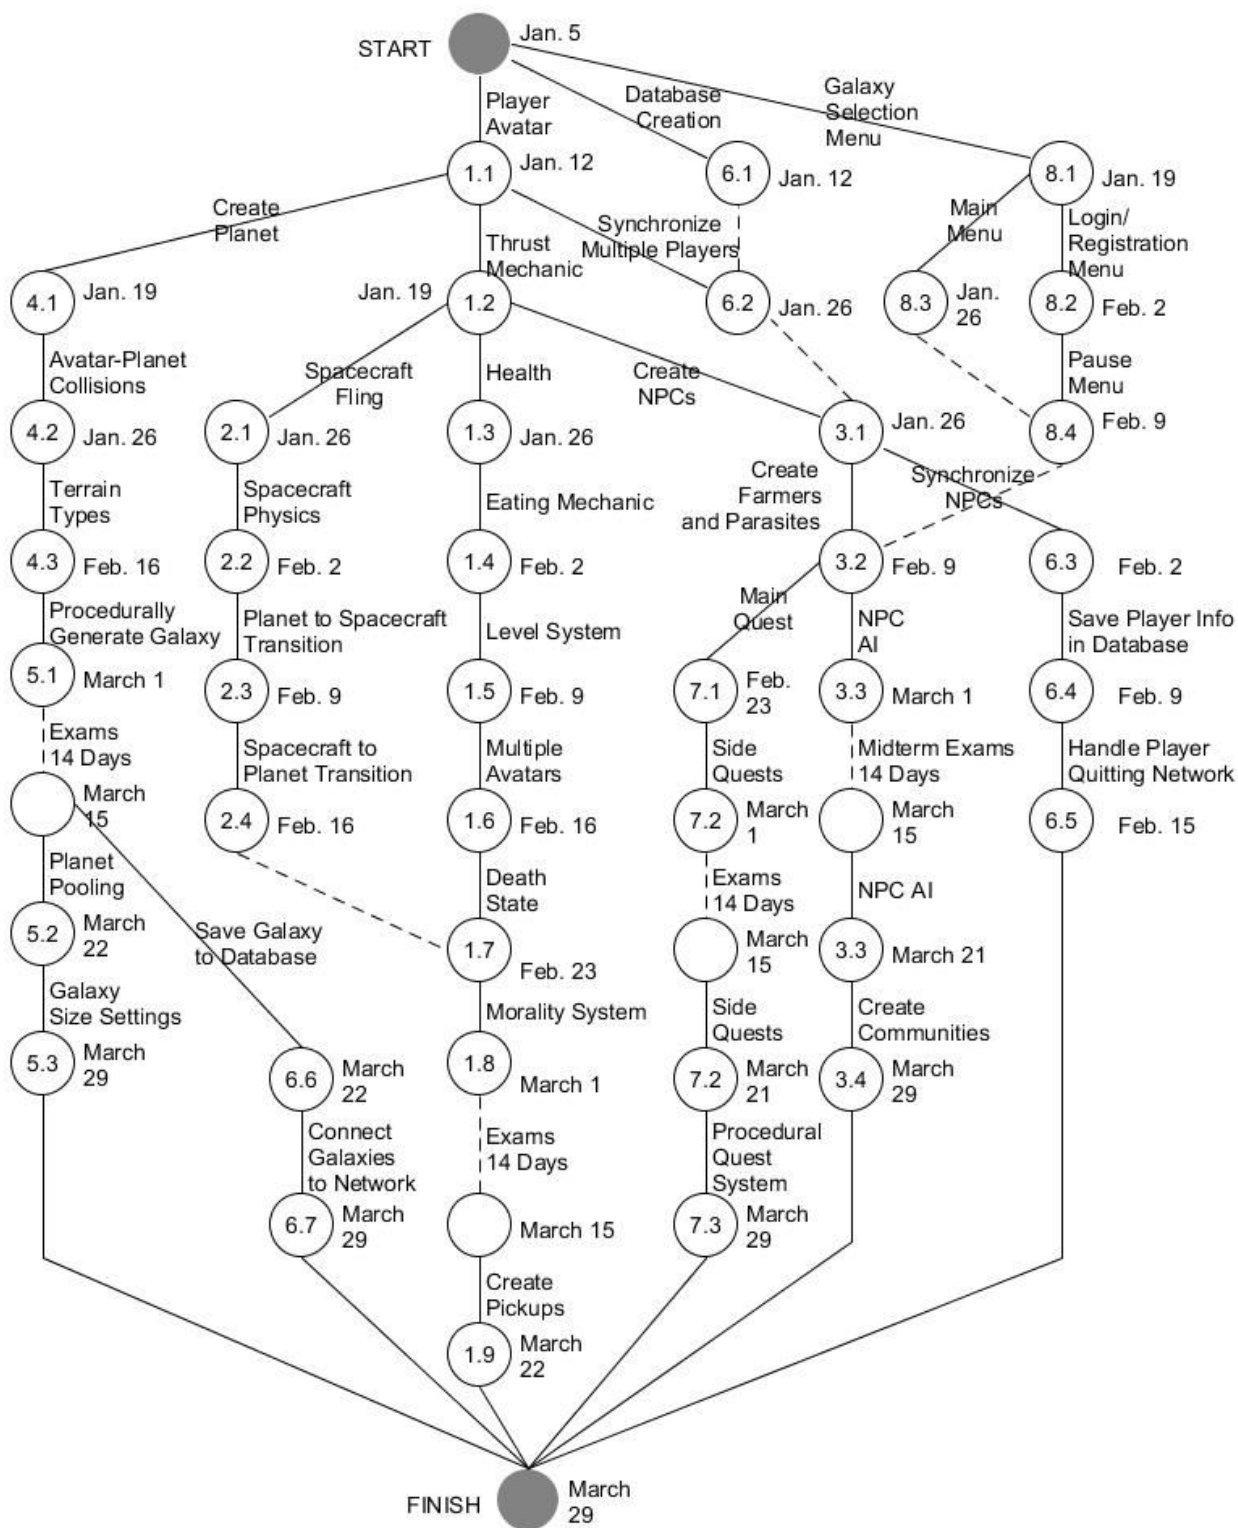 START
Jan. 5
Player
Avatar
Database
Creation
Galaxy
Selection
Menu
1.1
Jan. 12
6.1
Jan. 12
8.1
Jan. 19
Create
Planet
Thrust
Mechanic
Synchronize
Multiple Players
Main
Menu
Login/
Registration
Menu
4.1
Jan. 19
Jan. 19
1.2
6.2
Jan. 26
8.3
Jan.
26
8.2
Feb. 2
Avatar-Planet
Collisions
Spacecraft
Fling
Health
Create
NPCs
Pause
Menu
4.2
Jan. 26
2.1
Jan. 26
1.3
Jan. 26
3.1
Jan. 26
8.4
Feb. 9
Terrain
Types
Spacecraft
Physics
Eating Mechanic
Create
Farmers
and Parasites
Synchronize
NPCs
4.3
Feb. 16
2.2
Feb. 2
1.4
Feb. 2
3.2
Feb. 9
6.3
Feb. 2
Procedurally
Generate Galaxy
Planet to Spacecraft
Transition
Level System
Main
Quest
NPC
AI
Save Player Info
in Database
5.1
March 1
2.3
Feb. 9
1.5
Feb. 9
7.1
Feb.
23
3.3
March 1
6.4
Feb. 9
Exams
14 Days
Spacecraft to
Planet Transition
Multiple
Avatars
Side
Quests
Midterm Exams
14 Days
Handle Player
Quitting Network
March
15
2.4
Feb. 16
1.6
Feb. 16
7.2
March
1
March
15
6.5
Feb. 15
Planet
Pooling
Death
State
Exams
14 Days
NPC AI
5.2
March
22
Save Galaxy
to Database
1.7
Feb. 23
March
15
3.3
March 21
Galaxy
Size Settings
Morality System
Side
Quests
Create
Communities
5.3
March
29
6.6
March
22
1.8
March 1
7.2
March
21
3.4
March
29
Connect
Galaxies
to Network
Exams
14 Days
Procedural
Quest
System
6.7
March
29
March 15
7.3
March
29
Create
Pickups
1.9
March
22
FINISH
March
29